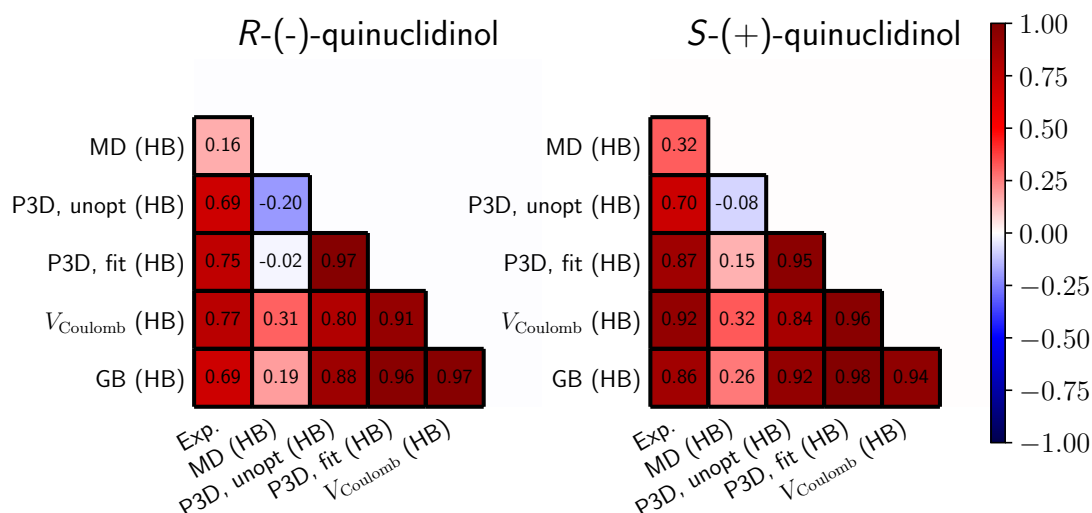 R-(-)-quinuclidinol
S-(+)-quinuclidinol
MD (HB) 0.16
P3D, unopt (HB) 0.69 -0.20
P3D, fit (HB) 0.75 -0.02 0.97
VCoulomb (HB) 0.77 0.31 0.80 0.91
GB (HB) 0.69 0.19 0.88 0.96 0.97
Exp.
MD (HB)
P3D, unopt (HB)
P3D, fit (HB)
VCoulomb (HB)
MD (HB) 0.32
P3D, unopt (HB) 0.70 -0.08
P3D, fit (HB) 0.87 0.15 0.95
VCoulomb (HB) 0.92 0.32 0.84 0.96
GB (HB) 0.86 0.26 0.92 0.98 0.94
Exp.
MD (HB)
P3D, unopt (HB)
P3D, fit (HB)
VCoulomb (HB)
1.00
0.75
0.50
0.25
0.00
−0.25
−0.50
−0.75
−1.00